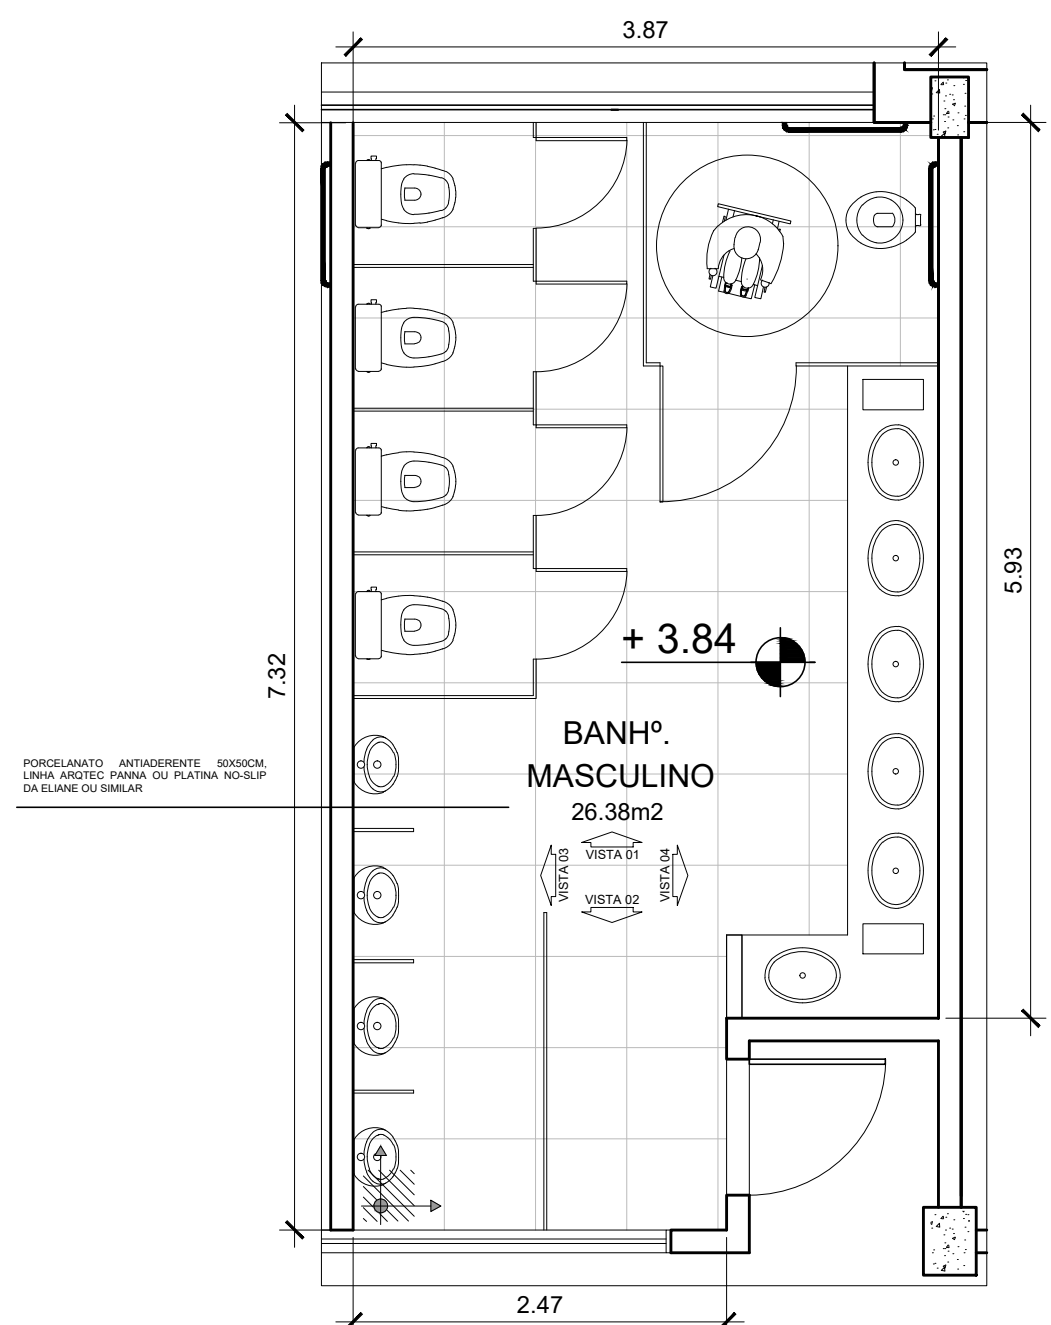 3.87
5.93
+ 3.84
7.32
BANHº.
MASCULINO
26.38m2
PORCELANATO ANTIADERENTE 50X50CM,
LINHA ARQTEC PANNA OU PLATINA NO-SLIP
DA ELIANE OU SIMILAR
VISTA 01
VISTA 03
VISTA 04
VISTA 02
2.47